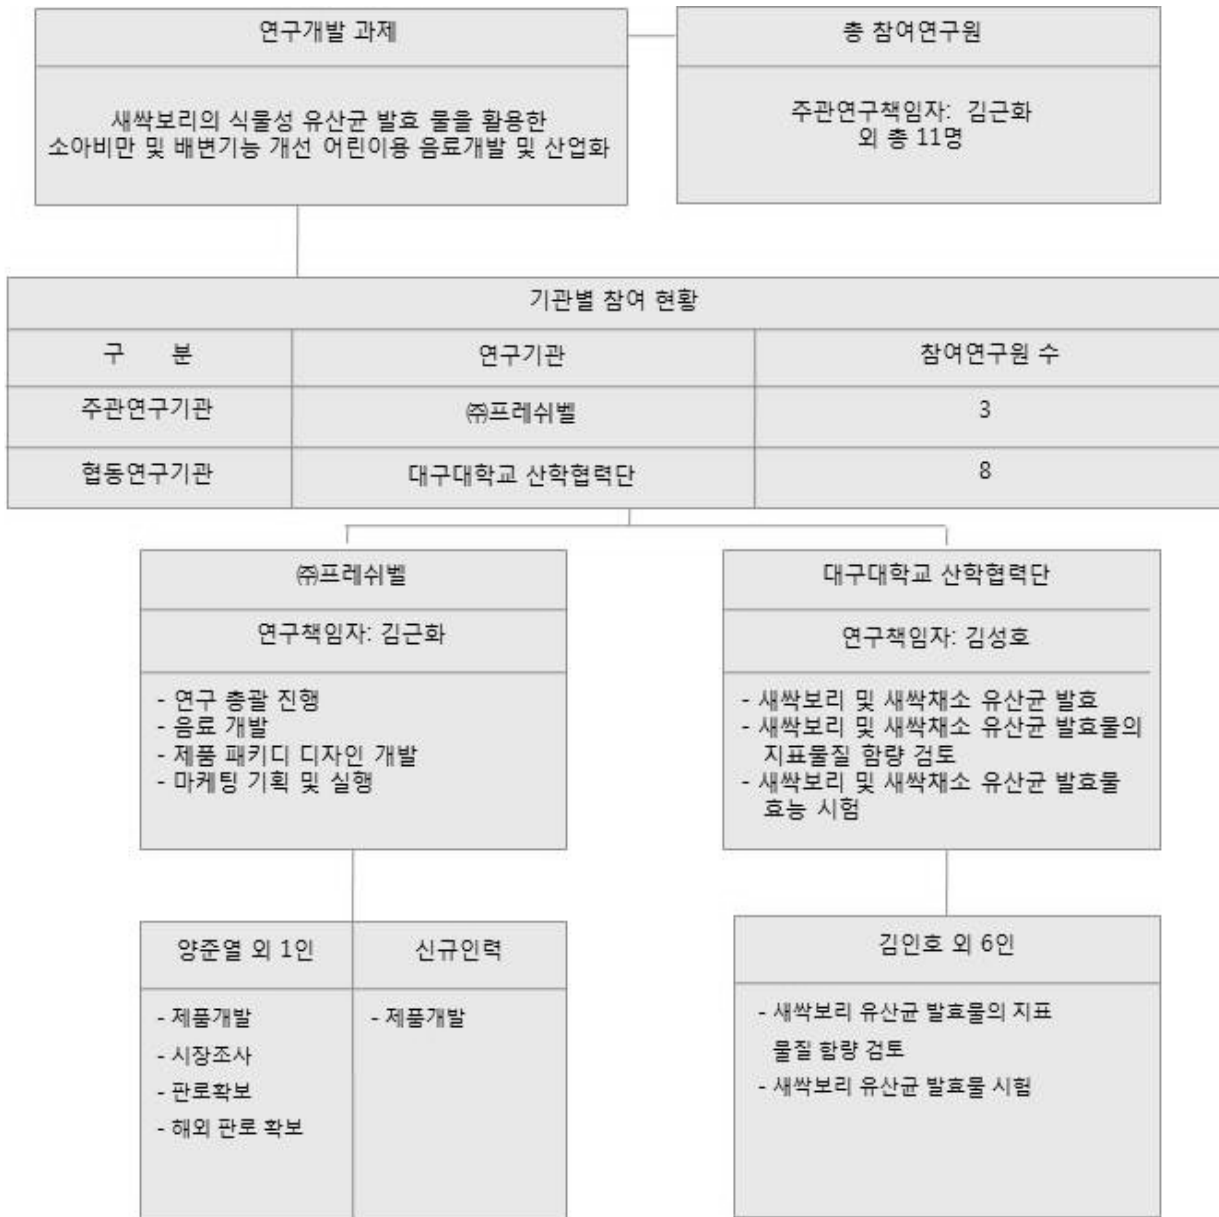 연구개발 과제
새싹보리의 식물성 유산균 발효 물을 활용한
소아비만 및 배변기능 개선 어린이용 음료개발 및 산업화
총 참여연구원
주관연구책임자: 김근화
외 총 11명
기관별 참여 현황
구 분 연구기관 참여연구원 수
주관연구기관 ㈜프레쉬벨 3
협동연구기관 대구대학교 산학협력단 8
㈜프레쉬벨
연구책임자: 김근화
- 연구 총괄 진행
- 음료 개발
- 제품 패키디 디자인 개발
- 마케팅 기획 및 실행
대구대학교 산학협력단
연구책임자: 김성호
- 새싹보리 및 새싹채소 유산균 발효
- 새싹보리 및 새싹채소 유산균 발효물의
지표물질 함량 검토
- 새싹보리 및 새싹채소 유산균 발효물
효능 시험
양준열 외 1인
- 제품개발
- 시장조사
- 판로확보
- 해외 판로 확보
신규인력
- 제품개발
김인호 외 6인
- 새싹보리 유산균 발효물의 지표
물질 함량 검토
- 새싹보리 유산균 발효물 시험